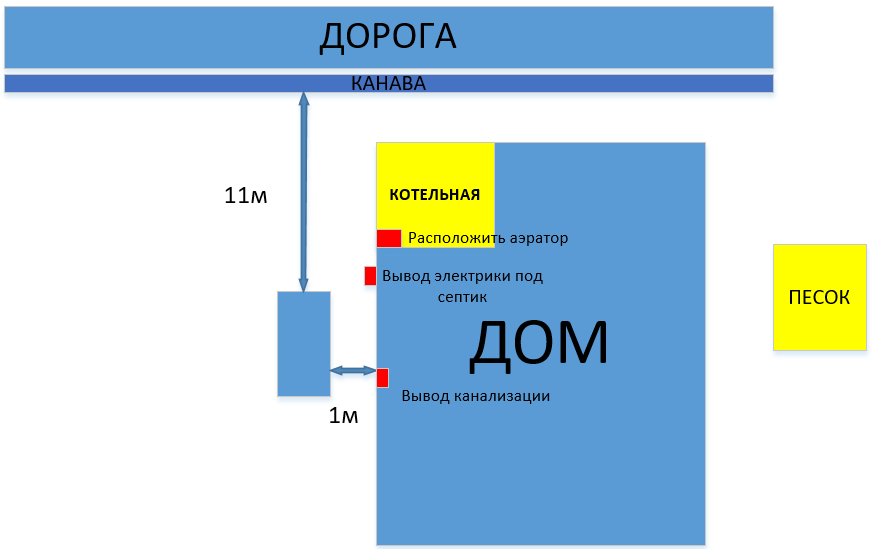 ДОРОГА
КАНАВА
11м
КОТЕЛЬНАЯ
Расположить аэратор
Вывод электрики под
септик
ПЕСОК
ДОМ
1м
Вывод канализации